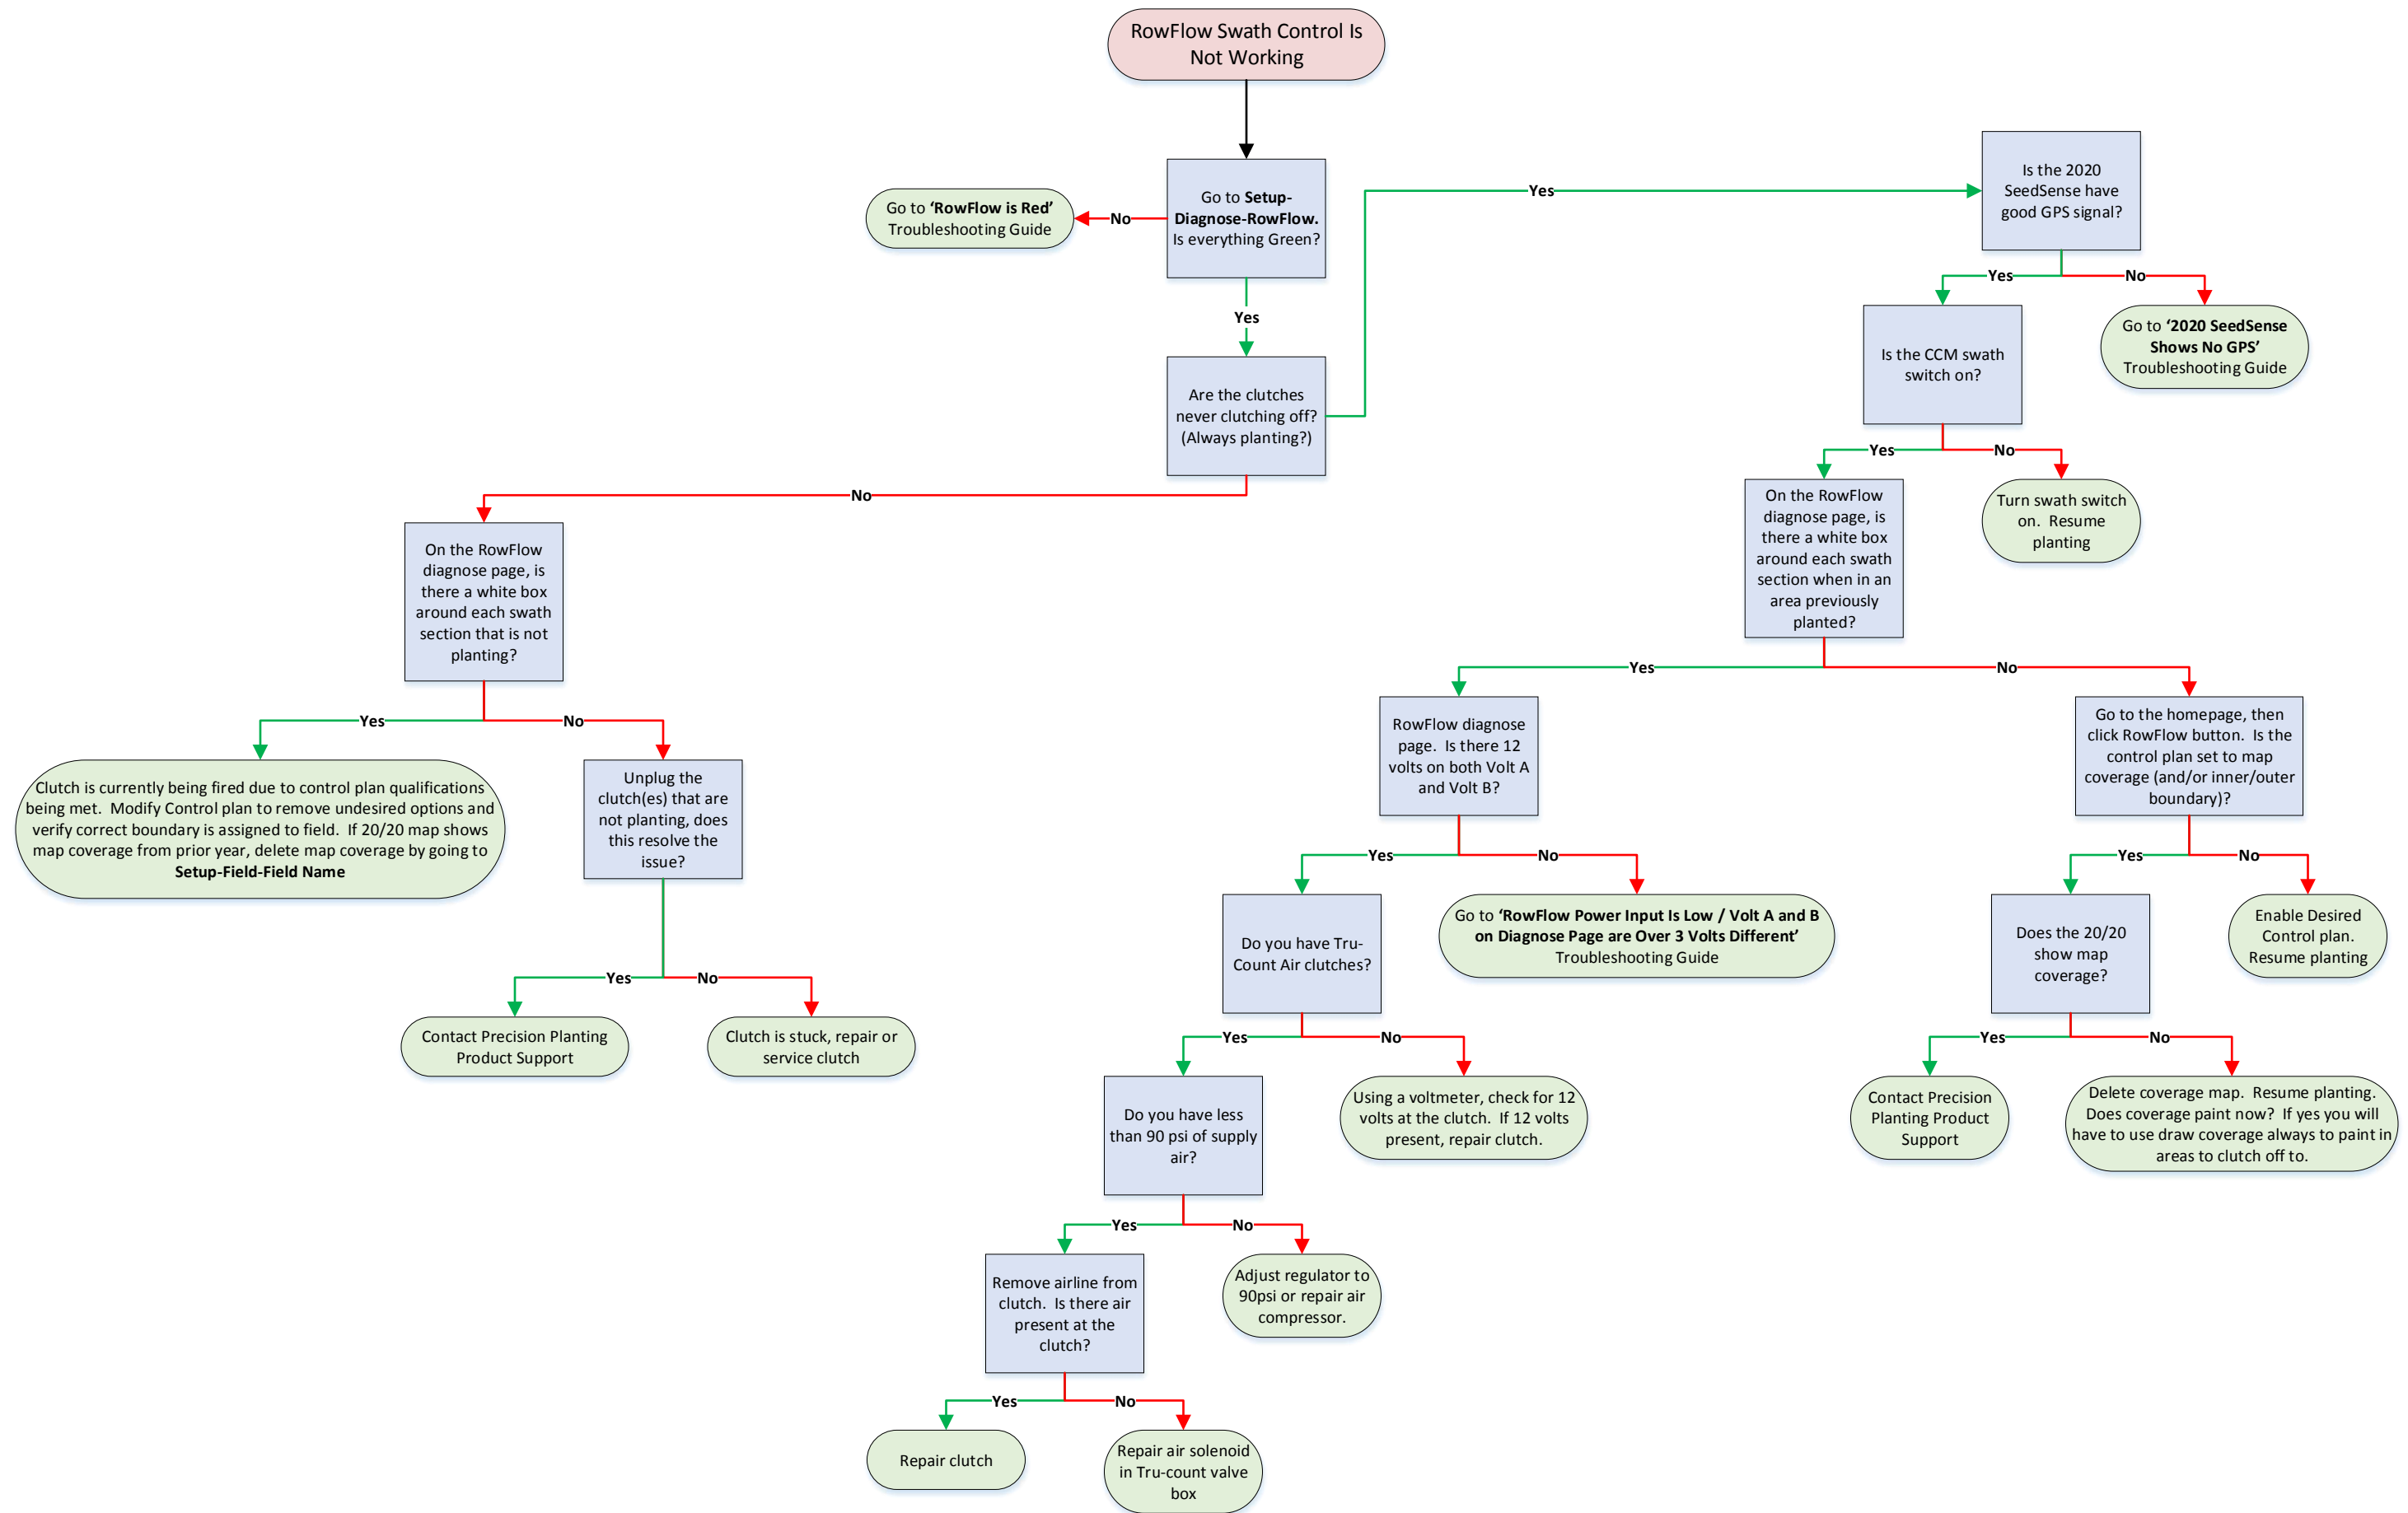 RowFlow Swath Control Is
Not Working
Go to Setup-
Diagnose-RowFlow.
Is everything Green?
No
Go to ‘RowFlow is Red’
Troubleshooting Guide
Yes
Are the clutches
never clutching off?
(Always planting?)
Yes
Is the 2020
SeedSense have
good GPS signal?
Yes
No
Go to ‘2020 SeedSense
Shows No GPS’
Troubleshooting Guide
Is the CCM swath
switch on?
Yes
No
Turn swath switch
on. Resume
planting
On the RowFlow
diagnose page, is
there a white box
around each swath
section when in an
area previously
planted?
No
On the RowFlow
diagnose page, is
there a white box
around each swath
section that is not
planting?
Yes
No
Clutch is currently being fired due to control plan qualifications
being met. Modify Control plan to remove undesired options and
verify correct boundary is assigned to field. If 20/20 map shows
map coverage from prior year, delete map coverage by going to
Setup-Field-Field Name
Unplug the
clutch(es) that are
not planting, does
this resolve the
issue?
Yes
No
Contact Precision Planting
Product Support
Clutch is stuck, repair or
service clutch
Yes
No
RowFlow diagnose
page. Is there 12
volts on both Volt A
and Volt B?
Go to the homepage, then
click RowFlow button. Is the
control plan set to map
coverage (and/or inner/outer
boundary)?
Yes
No
Do you have Tru-
Count Air clutches?
Go to ‘RowFlow Power Input Is Low / Volt A and B
on Diagnose Page are Over 3 Volts Different’
Troubleshooting Guide
Yes
No
Does the 20/20
show map
coverage?
Enable Desired
Control plan.
Resume planting
Yes
No
Do you have less
than 90 psi of supply
air?
Using a voltmeter, check for 12
volts at the clutch. If 12 volts
present, repair clutch.
Yes
No
Contact Precision
Planting Product
Support
Delete coverage map. Resume planting.
Does coverage paint now? If yes you will
have to use draw coverage always to paint in
areas to clutch off to.
Yes
No
Remove airline from
clutch. Is there air
present at the
clutch?
Adjust regulator to
90psi or repair air
compressor.
Yes
No
Repair clutch
Repair air solenoid
in Tru-count valve
box